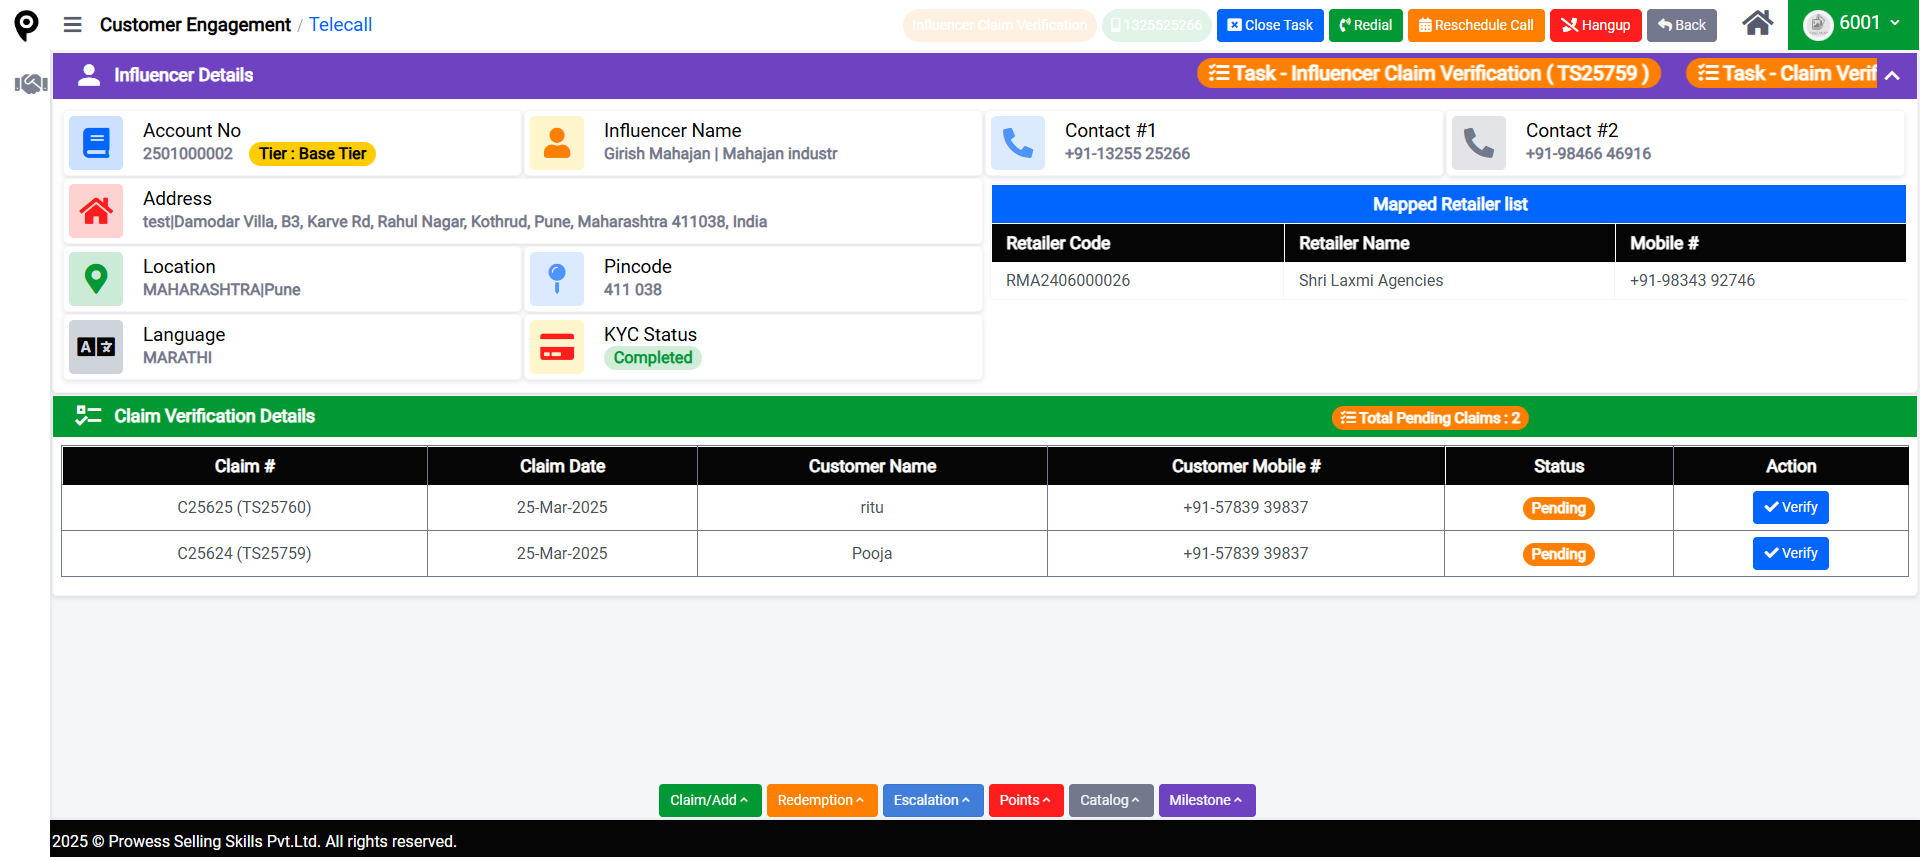 Customer Engagement / Telecall
Influencer Claim Verification
1325525266
Close Task
Redial
Reschedule Call
Hangup
Back
6001
Influencer Details
Task - Influencer Claim Verification ( TS25759 )
Task - Claim Verif
Account No
2501000002
Tier : Base Tier
Influencer Name
Girish Mahajan | Mahajan industr
Contact #1
+91-13255 25266
Contact #2
+91-98466 46916
Address
test|Damodar Villa, B3, Karve Rd, Rahul Nagar, Kothrud, Pune, Maharashtra 411038, India
Mapped Retailer list
Retailer Code Retailer Name Mobile #
RMA2406000026 Shri Laxmi Agencies +91-98343 92746
Location
MAHARASHTRA|Pune
Pincode
411 038
Language
MARATHI
KYC Status
Completed
Claim Verification Details
Total Pending Claims : 2
Claim # Claim Date Customer Name Customer Mobile # Status Action
C25625 (TS25760) 25-Mar-2025 ritu +91-57839 39837 Pending Verify
C25624 (TS25759) 25-Mar-2025 Pooja +91-57839 39837 Pending Verify
Claim/Add
Redemption
Escalation
Points
Catalog
Milestone
2025 © Prowess Selling Skills Pvt.Ltd. All rights reserved.